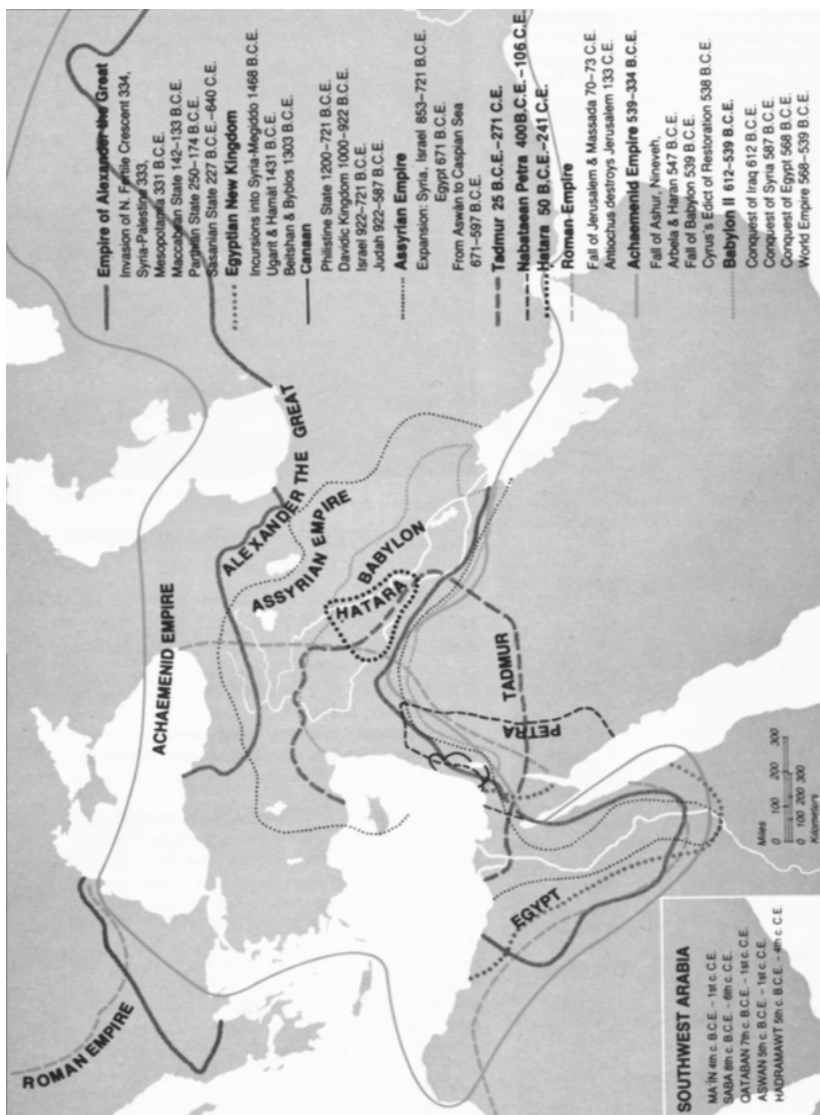 Empire of Alexander the Great
Invasion of N. Fertile Crescent 334,
Syria-Palestine 333,
Mesopotamia 331 B.C.E.
Maccabean State 142–133 B.C.E.
Parthian State 250–174 B.C.E.
Sasanian State 227 B.C.E.–640 C.E.
Egyptian New Kingdom
Incursions into Syria-Megiddo 1468 B.C.E.
Ugarit & Hamat 1431 B.C.E.
Beitshan & Byblos 1303 B.C.E.
Canaan
Philistine State 1200–721 B.C.E.
Davidic Kingdom 1000–922 B.C.E.
Israel 922–721 B.C.E.
Judah 922–587 B.C.E.
Assyrian Empire
Expansion: Syria, Israel 853–721 B.C.E.
Egypt 671 B.C.E.
From Aswān to Caspian Sea
671–597 B.C.E.
Tadmur 25 B.C.E.–271 C.E.
Nabataean Petra 400B.C.E.–106 C.E.
Hatara 50 B.C.E.–241 C.E.
Roman Empire
Fall of Jerusalem & Massada 70–73 C.E.
Antiochus destroys Jerusalem 133 C.E.
Achaemenid Empire 539–334 B.C.E.
Fall of Ashur, Nineveh,
Arbela & Haran 547 B.C.E.
Fall of Babylon 539 B.C.E.
Cyrus's Edict of Restoration 538 B.C.E.
Babylon II 612–539 B.C.E.
Conquest of Iraq 612 B.C.E.
Conquest of Syria 587 B.C.E.
Conquest of Egypt 568 B.C.E.
World Empire 568–539 B.C.E.
ROMAN EMPIRE
ACHAEMENID EMPIRE
ALEXANDER THE GREAT
ASSYRIAN EMPIRE
BABYLON
HATARA
TADMUR
PETRA
EGYPT
Miles
0 100 200 300
0 100 200 300
Kilometers
SOUTHWEST ARABIA
MA'IN 4th c. B.C.E. – 1st c. C.E.
SABA 8th c. B.C.E. – 6th c. C.E.
QATABAN 7th c. B.C.E. – 1st c. C.E.
ASWAN 5th c. B.C.E. – 1st c. C.E.
HADRAMAWT 5th c. B.C.E. – 4th c. C.E.